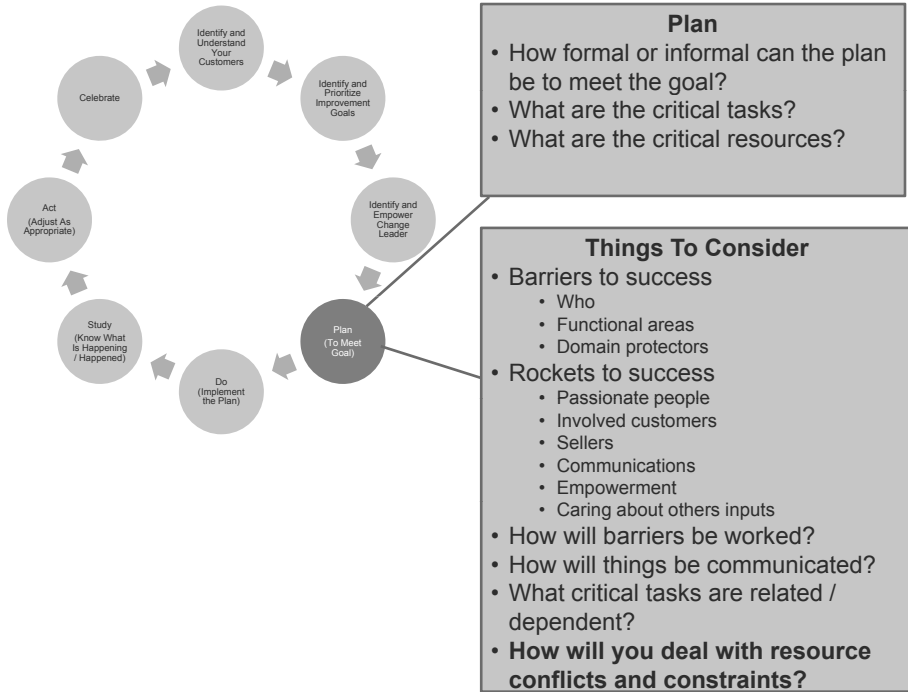 Identify and
Understand
Your
Customers
Identify and
Prioritize
Improvement
Goals
Identify and
Empower
Change
Leader
Plan
(To Meet
Goal)
Do
(Implement
the Plan)
Study
(Know What
Is Happening
/ Happened)
Act
(Adjust As
Appropriate)
Celebrate
Plan
• How formal or informal can the plan
be to meet the goal?
• What are the critical tasks?
• What are the critical resources?
Things To Consider
• Barriers to success
• Who
• Functional areas
• Domain protectors
• Rockets to success
• Passionate people
• Involved customers
• Sellers
• Communications
• Empowerment
• Caring about others inputs
• How will barriers be worked?
• How will things be communicated?
• What critical tasks are related /
dependent?
• How will you deal with resource
conflicts and constraints?